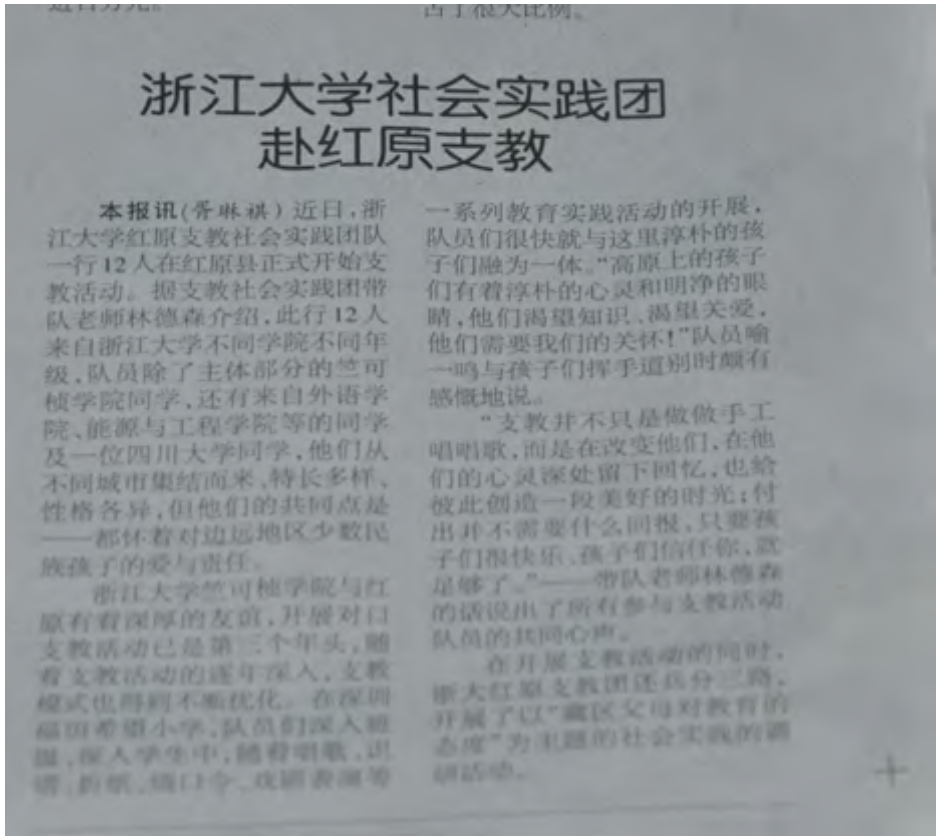 占了很大比例。
浙江大学社会实践团
赴红原支教
本报讯(胥琳祺)近日,浙
江大学红原支教社会实践团队
一行12人在红原县正式开始支
教活动。据支教社会实践团带
队老师林德森介绍,此行12人
来自浙江大学不同学院不同年
级,队员除了主体部分的竺可
桢学院同学,还有来自外语学
院、能源与工程学院等的同学
及一位四川大学同学,他们从
不同城市集结而来,特长多样、
性格各异,但他们的共同点是
——都怀着对边远地区少数民
族孩子的爱与责任。
浙江大学竺可桢学院与红
原有着深厚的友谊,开展对口
支教活动已是第三个年头,随
着支教活动的逐年深入,支教
模式也得到不断优化。在深圳
福田希望小学,队员们深入班
级,深入学生中,随着唱歌、识
谱、折纸、绕口令、戏剧表演等
一系列教育实践活动的开展,
队员们很快就与这里淳朴的孩
子们融为一体。“高原上的孩子
们有着淳朴的心灵和明净的眼
睛,他们渴望知识、渴望关爱,
他们需要我们的关怀!”队员喻
一鸣与孩子们挥手道别时颇有
感慨地说。
“支教并不只是做做手工
唱唱歌,而是在改变他们,在他
们的心灵深处留下回忆,也给
彼此创造一段美好的时光;付
出并不需要什么回报,只要孩
子们很快乐、孩子们信任你,就
足够了。”——带队老师林德森
的话说出了所有参与支教活动
队员的共同心声。
在开展支教活动的同时,
浙大红原支教团还兵分三路,
开展了以“藏区父母对教育的
态度”为主题的社会实践的调
研活动。